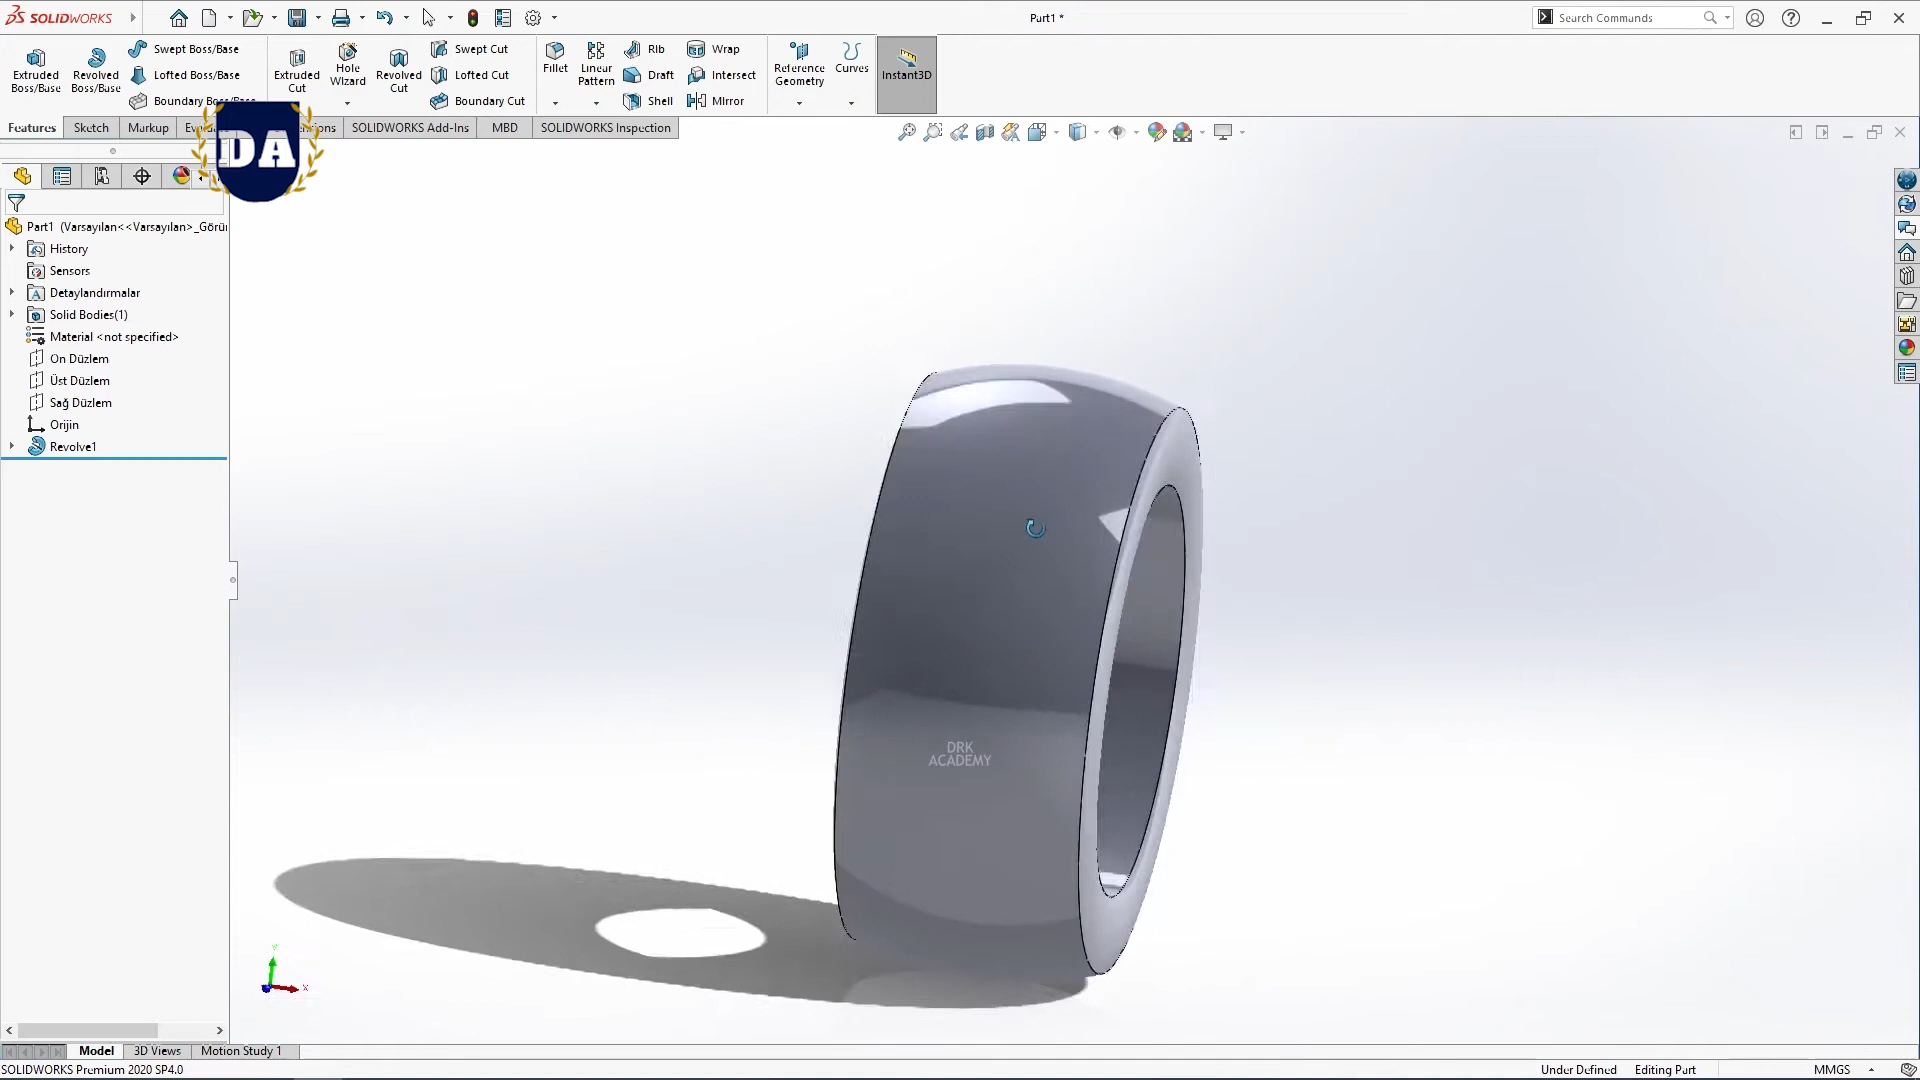 SOLIDWORKS
Part1 *
Search Commands
Extruded Boss/Base
Revolved Boss/Base
Swept Boss/Base
Lofted Boss/Base
Boundary Boss/Base
Extruded Cut
Hole Wizard
Revolved Cut
Swept Cut
Lofted Cut
Boundary Cut
Fillet
Linear Pattern
Rib
Draft
Shell
Wrap
Intersect
Mirror
Reference Geometry
Curves
Instant3D
Features
Sketch
Markup
SOLIDWORKS Add-Ins
MBD
SOLIDWORKS Inspection
DA
Part1 (Varsayılan<<Varsayılan>_Görü
History
Sensors
Detaylandırmalar
Solid Bodies(1)
Material <not specified>
Ön Düzlem
Üst Düzlem
Sağ Düzlem
Orijin
Revolve1
DRK
ACADEMY
Y
X
Model
3D Views
Motion Study 1
SOLIDWORKS Premium 2020 SP4.0
Under Defined
Editing Part
MMGS